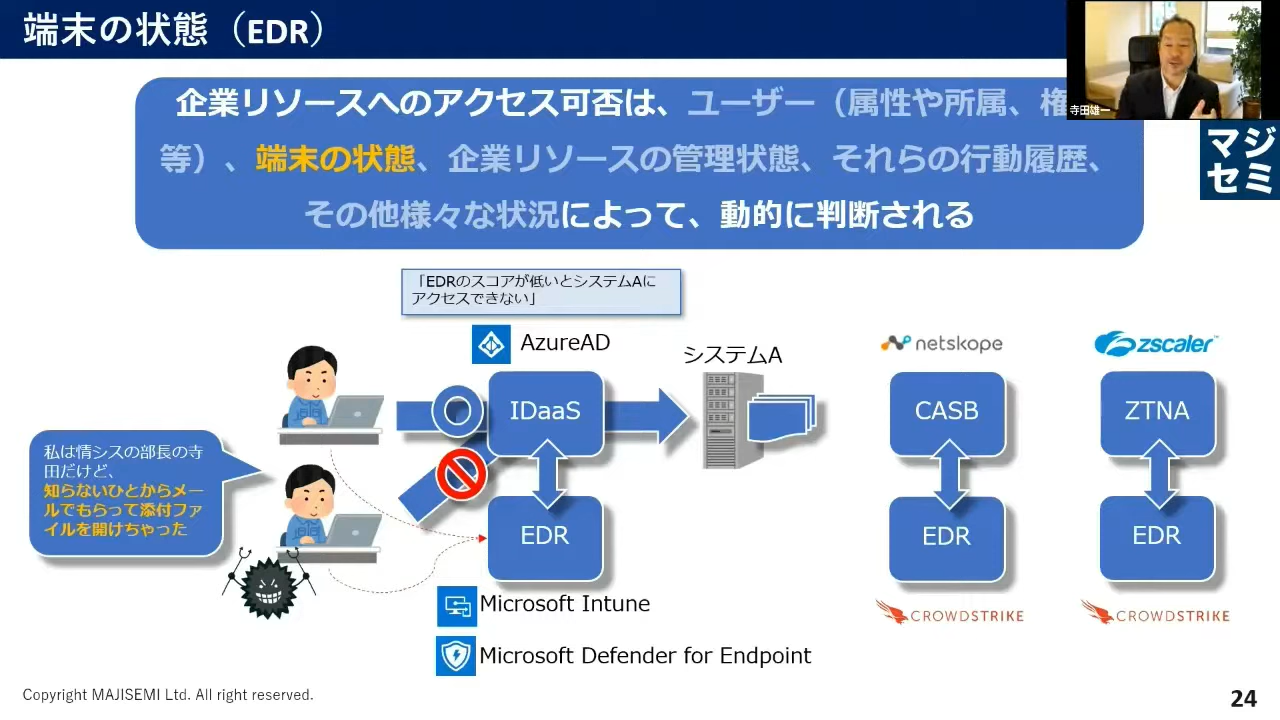 端末の状態（EDR）
寺田雄一
マジ
セミ
企業リソースへのアクセス可否は、ユーザー（属性や所属、権
等）、端末の状態、企業リソースの管理状態、それらの行動履歴、
その他様々な状況によって、動的に判断される
「EDRのスコアが低いとシステムAに
アクセスできない」
AzureAD
システムA
netskope
zscaler™
IDaaS
CASB
ZTNA
私は情シスの部長の寺
田だけど、
知らないひとからメー
ルでもらって添付ファ
イルを開けちゃった
EDR
EDR
EDR
Microsoft Intune
CROWDSTRIKE
CROWDSTRIKE
Microsoft Defender for Endpoint
Copyright MAJISEMI Ltd. All right reserved.
24